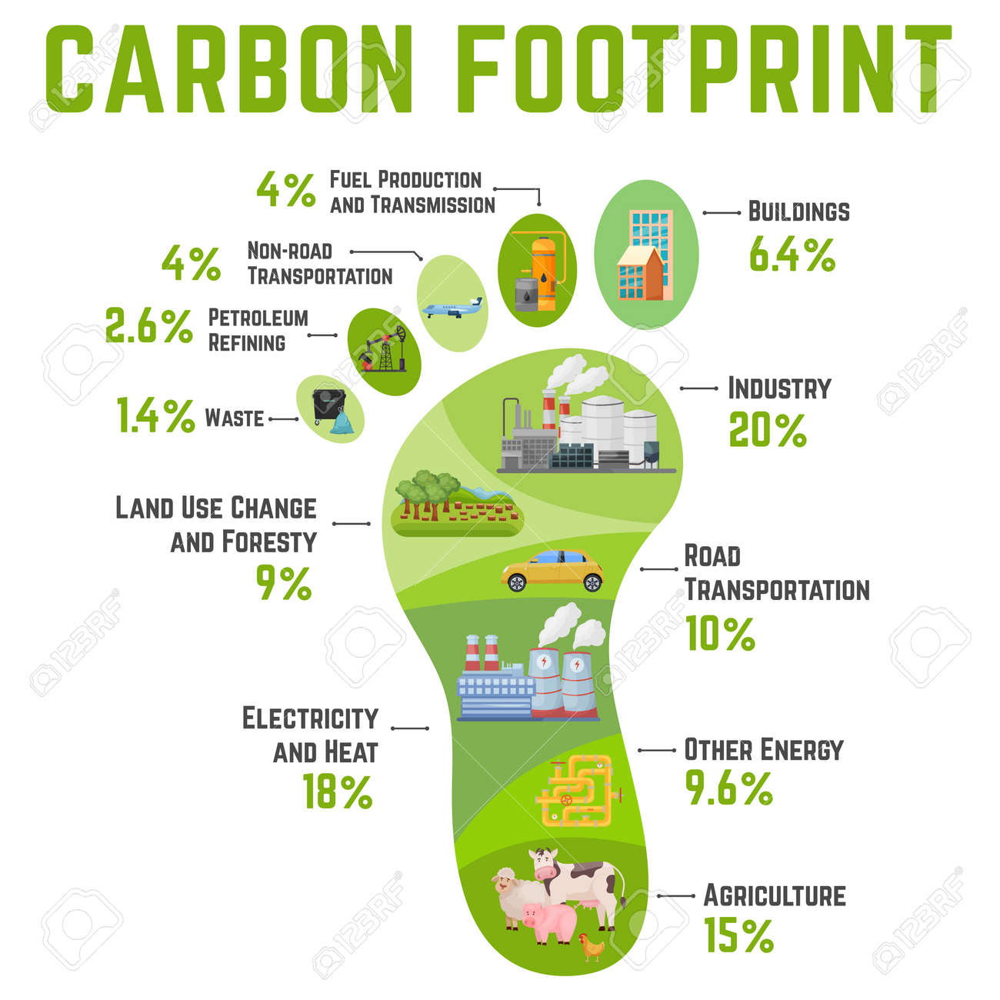 CARBON FOOTPRINT
4%
FUEL PRODUCTION
AND TRANSMISSION
BUILDINGS
6.4%
4%
NON-ROAD
TRANSPORTATION
2.6%
PETROLEUM
REFINING
1.4%
WASTE
INDUSTRY
20%
LAND USE CHANGE
AND FORESTY
9%
ROAD
TRANSPORTATION
10%
ELECTRICITY
AND HEAT
18%
OTHER ENERGY
9.6%
AGRICULTURE
15%
123RF